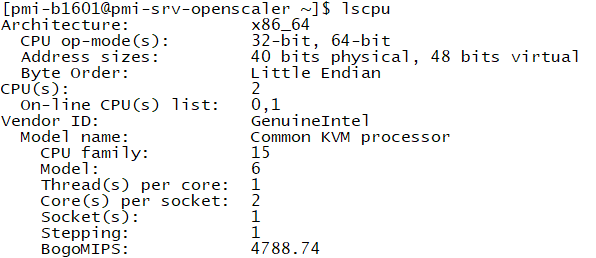 [pmi-b1601@pmi-srv-openscaler ~]$ lscpu
Architecture:            x86_64
  CPU op-mode(s):        32-bit, 64-bit
  Address sizes:         40 bits physical, 48 bits virtual
  Byte Order:            Little Endian
CPU(s):                  2
  On-line CPU(s) list:   0,1
Vendor ID:               GenuineIntel
  Model name:            Common KVM processor
    CPU family:          15
    Model:               6
    Thread(s) per core:  1
    Core(s) per socket:  2
    Socket(s):           1
    Stepping:            1
    BogoMIPS:            4788.74